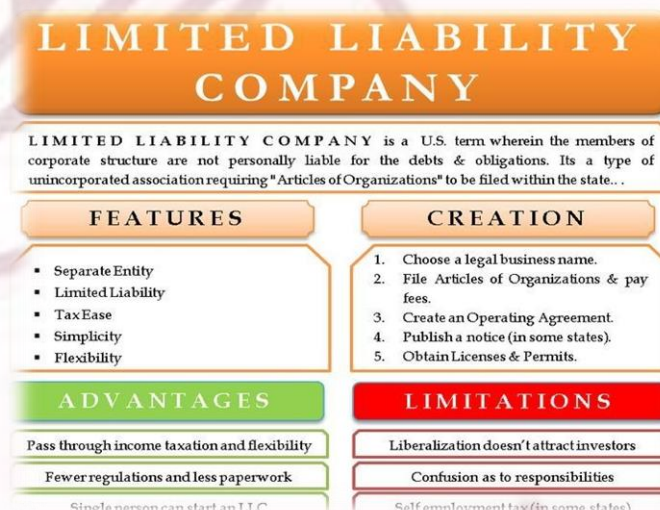 LIMITED LIABILITY
COMPANY
LIMITED LIABILITY COMPANY is a U.S. term wherein the members of
corporate structure are not personally liable for the debts & obligations. Its a type of
unincorporated association requiring "Articles of Organizations" to be filed within the state. . .
FEATURES
▪ Separate Entity
▪ Limited Liability
▪ Tax Ease
▪ Simplicity
▪ Flexibility
CREATION
1. Choose a legal business name.
2. File Articles of Organizations & pay
fees.
3. Create an Operating Agreement.
4. Publish a notice (in some states).
5. Obtain Licenses & Permits.
ADVANTAGES
Pass through income taxation and flexibility
Fewer regulations and less paperwork
Single person can start an LLC
LIMITATIONS
Liberalization doesn't attract investors
Confusion as to responsibilities
Self employment tax (in some states)